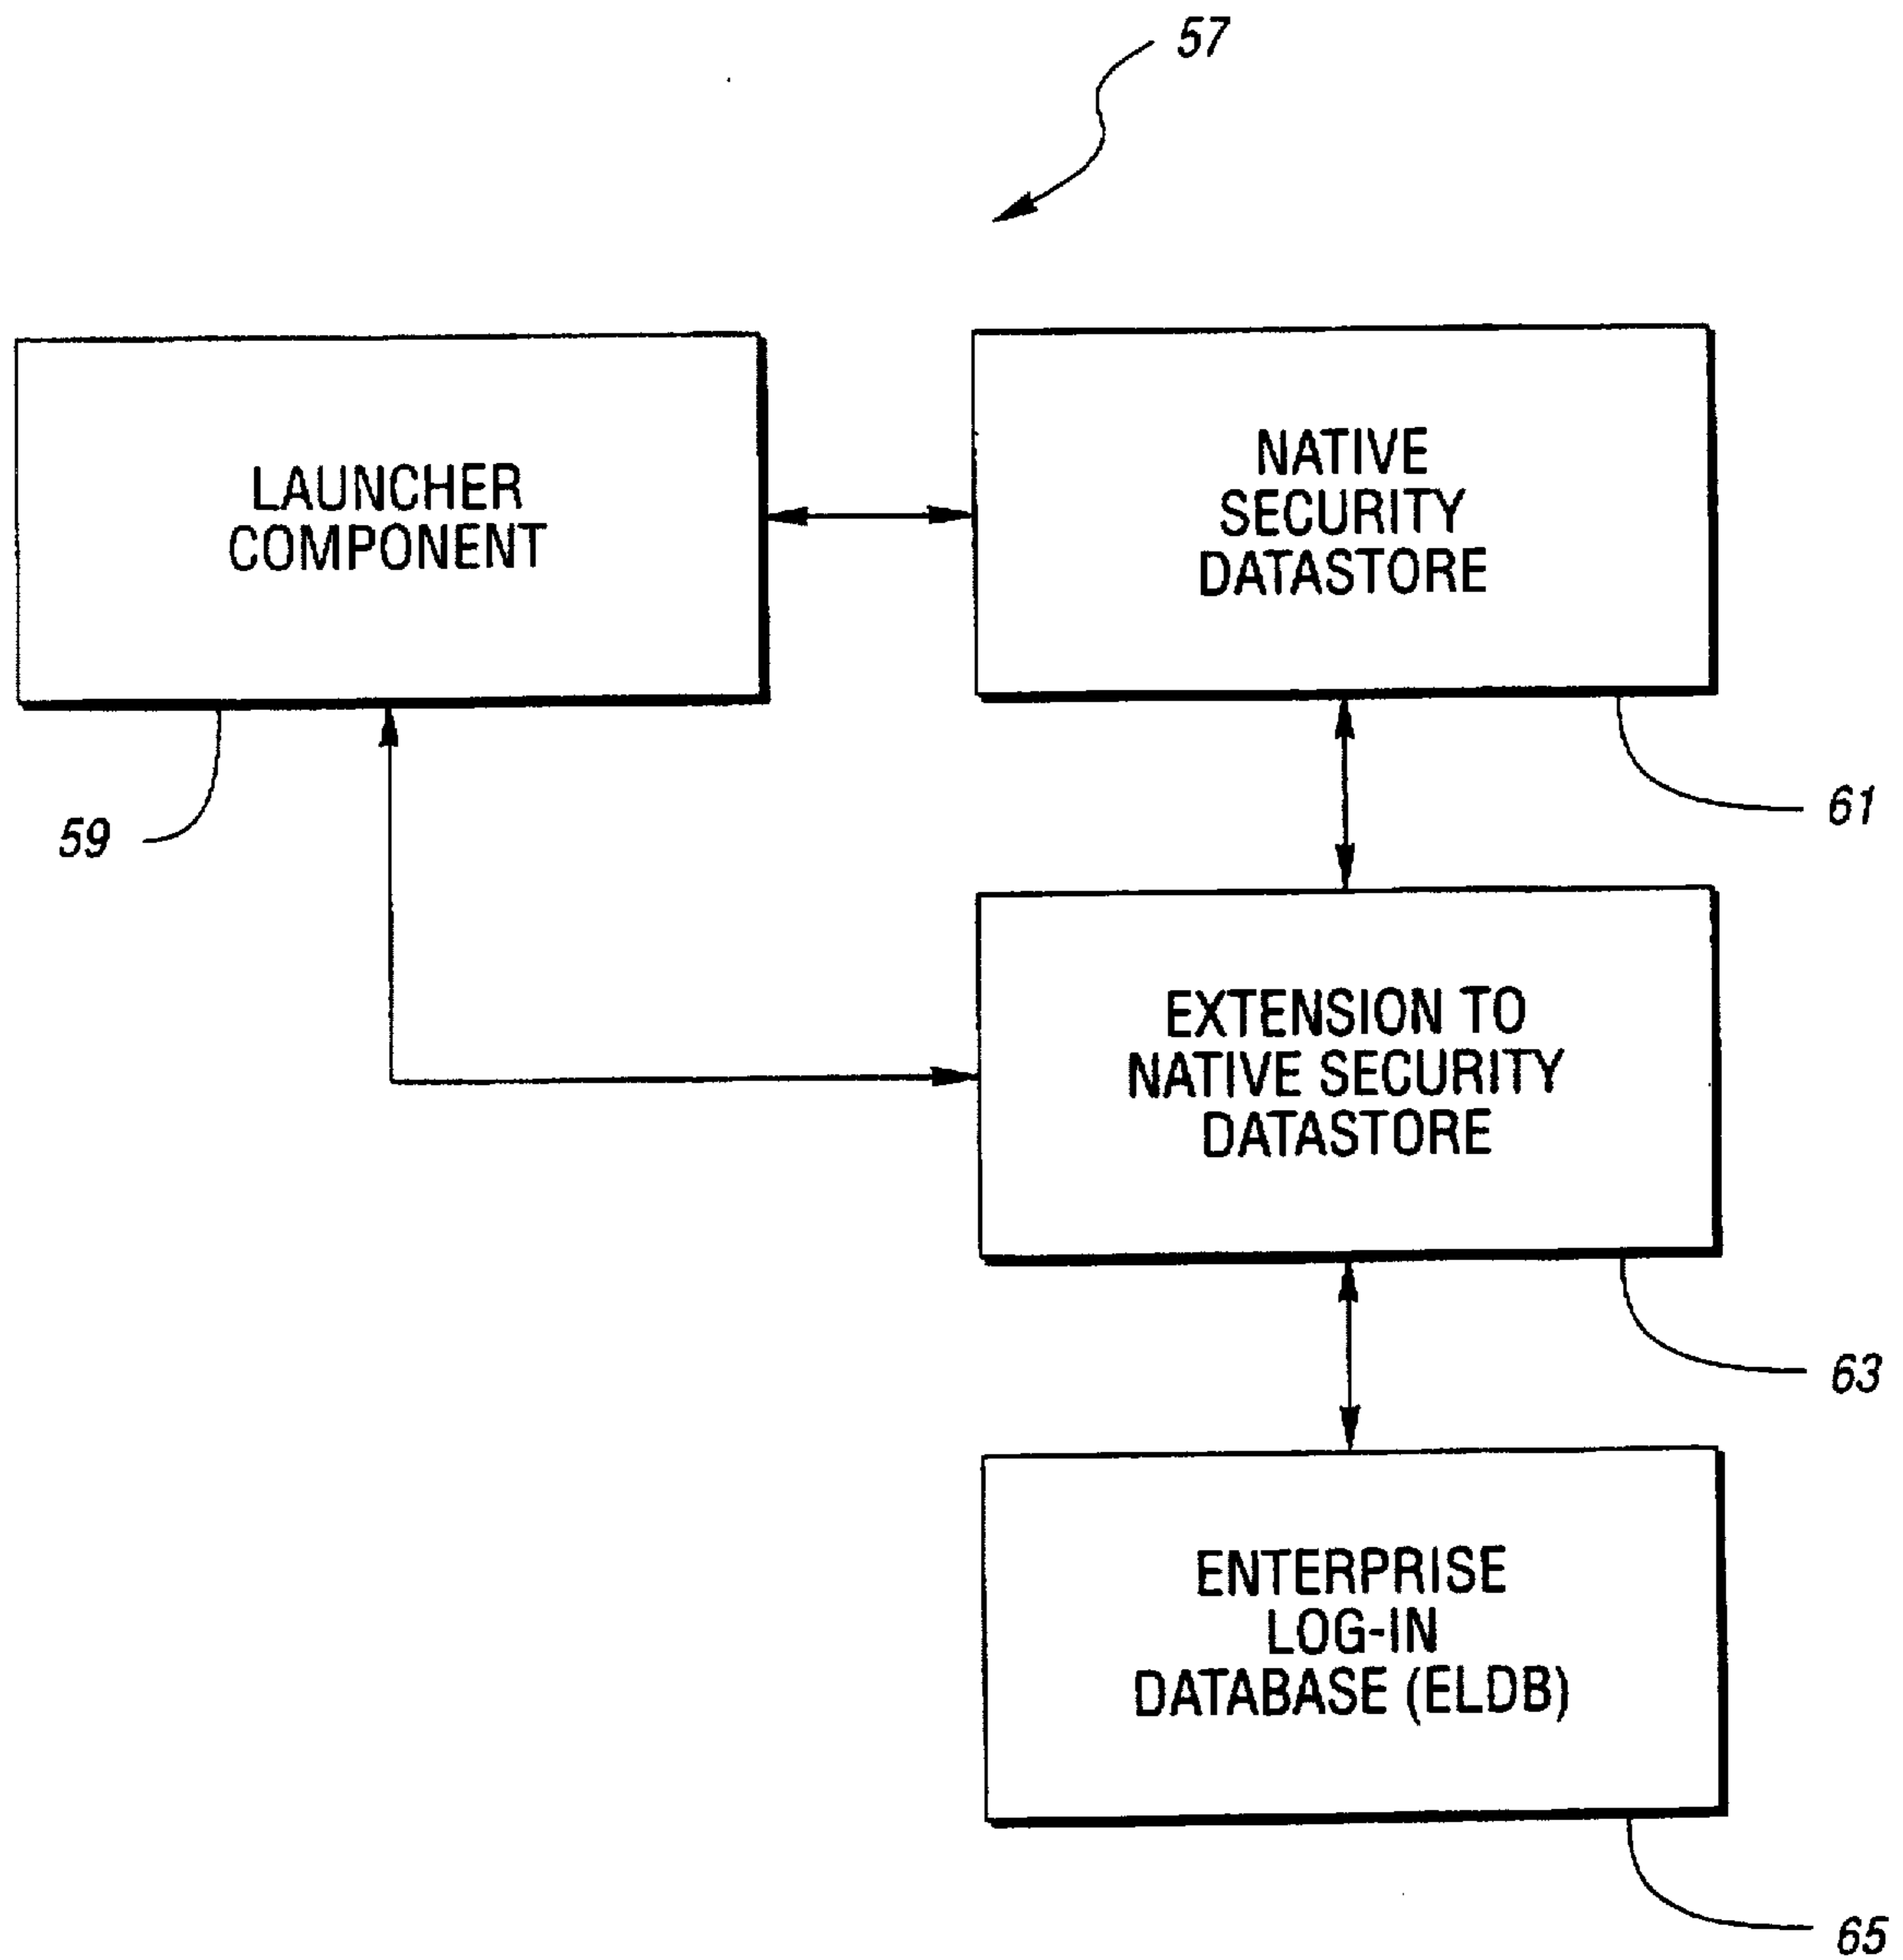 57
LAUNCHER
COMPONENT
59
NATIVE
SECURITY
DATASTORE
61
EXTENSION TO
NATIVE SECURITY
DATASTORE
63
ENTERPRISE
LOG-IN
DATABASE (ELDB)
65